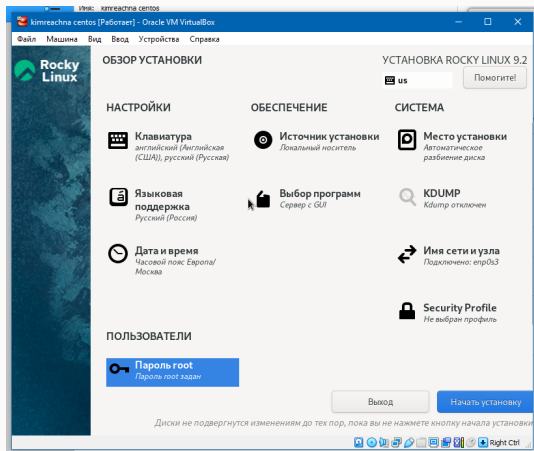 Имя: kimreachna centos
kimreachna centos [Работает] - Oracle VM VirtualBox
Файл Машина Вид Ввод Устройства Справка
Rocky Linux
ОБЗОР УСТАНОВКИ
УСТАНОВКА ROCKY LINUX 9.2
us
Помогите!
НАСТРОЙКИ
Клавиатура
английский (Английская
(США)), русский (Русская)
Языковая
поддержка
Русский (Россия)
Дата и время
Часовой пояс Европа/
Москва
ОБЕСПЕЧЕНИЕ
Источник установки
Локальный носитель
Выбор программ
Сервер с GUI
СИСТЕМА
Место установки
Автоматическое
разбиение диска
KDUMP
Kdump отключен
Имя сети и узла
Подключено: enp0s3
Security Profile
Не выбран профиль
ПОЛЬЗОВАТЕЛИ
Пароль root
Пароль root задан
Выход
Начать установку
Диски не подвергнутся изменениям до тех пор, пока вы не нажмете кнопку начала установки
Right Ctrl